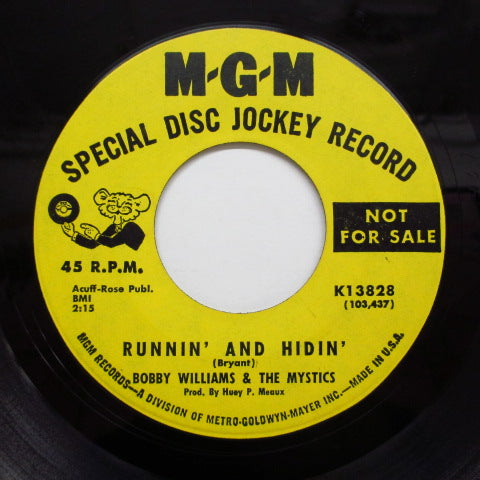 M-G-M
SPECIAL DISC JOCKEY RECORD
NOT
FOR SALE
45 R.P.M.
Acuff-Rose Publ.
BMI
2:15
K13828
(103,437)
RUNNIN' AND HIDIN'
(Bryant)
BOBBY WILLIAMS & THE MYSTICS
Prod. By Huey P. Meaux
MGM RECORDS—A DIVISION OF METRO-GOLDWYN-MAYER INC.—MADE IN U.S.A.